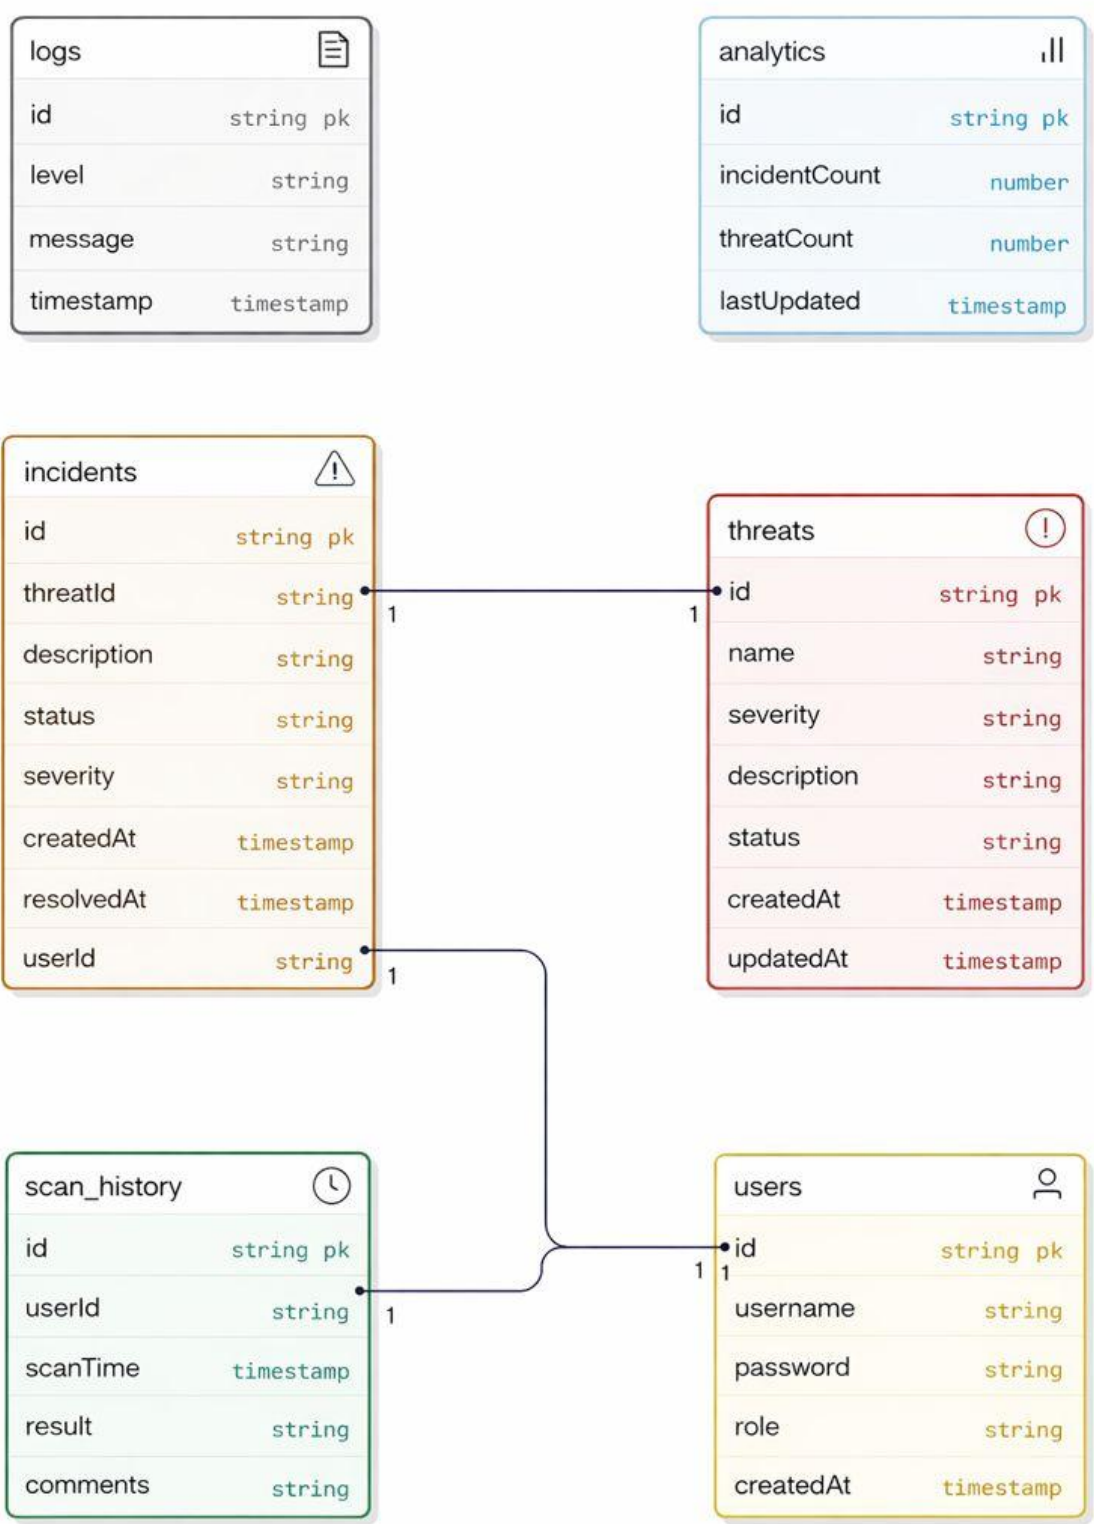 logs
id string pk
level string
message string
timestamp timestamp
analytics
id string pk
incidentCount number
threatCount number
lastUpdated timestamp
incidents
id string pk
threatId string
description string
status string
severity string
createdAt timestamp
resolvedAt timestamp
userId string
1
1
1
threats
id string pk
name string
severity string
description string
status string
createdAt timestamp
updatedAt timestamp
scan_history
id string pk
userId string
scanTime timestamp
result string
comments string
1
1 1
users
id string pk
username string
password string
role string
createdAt timestamp